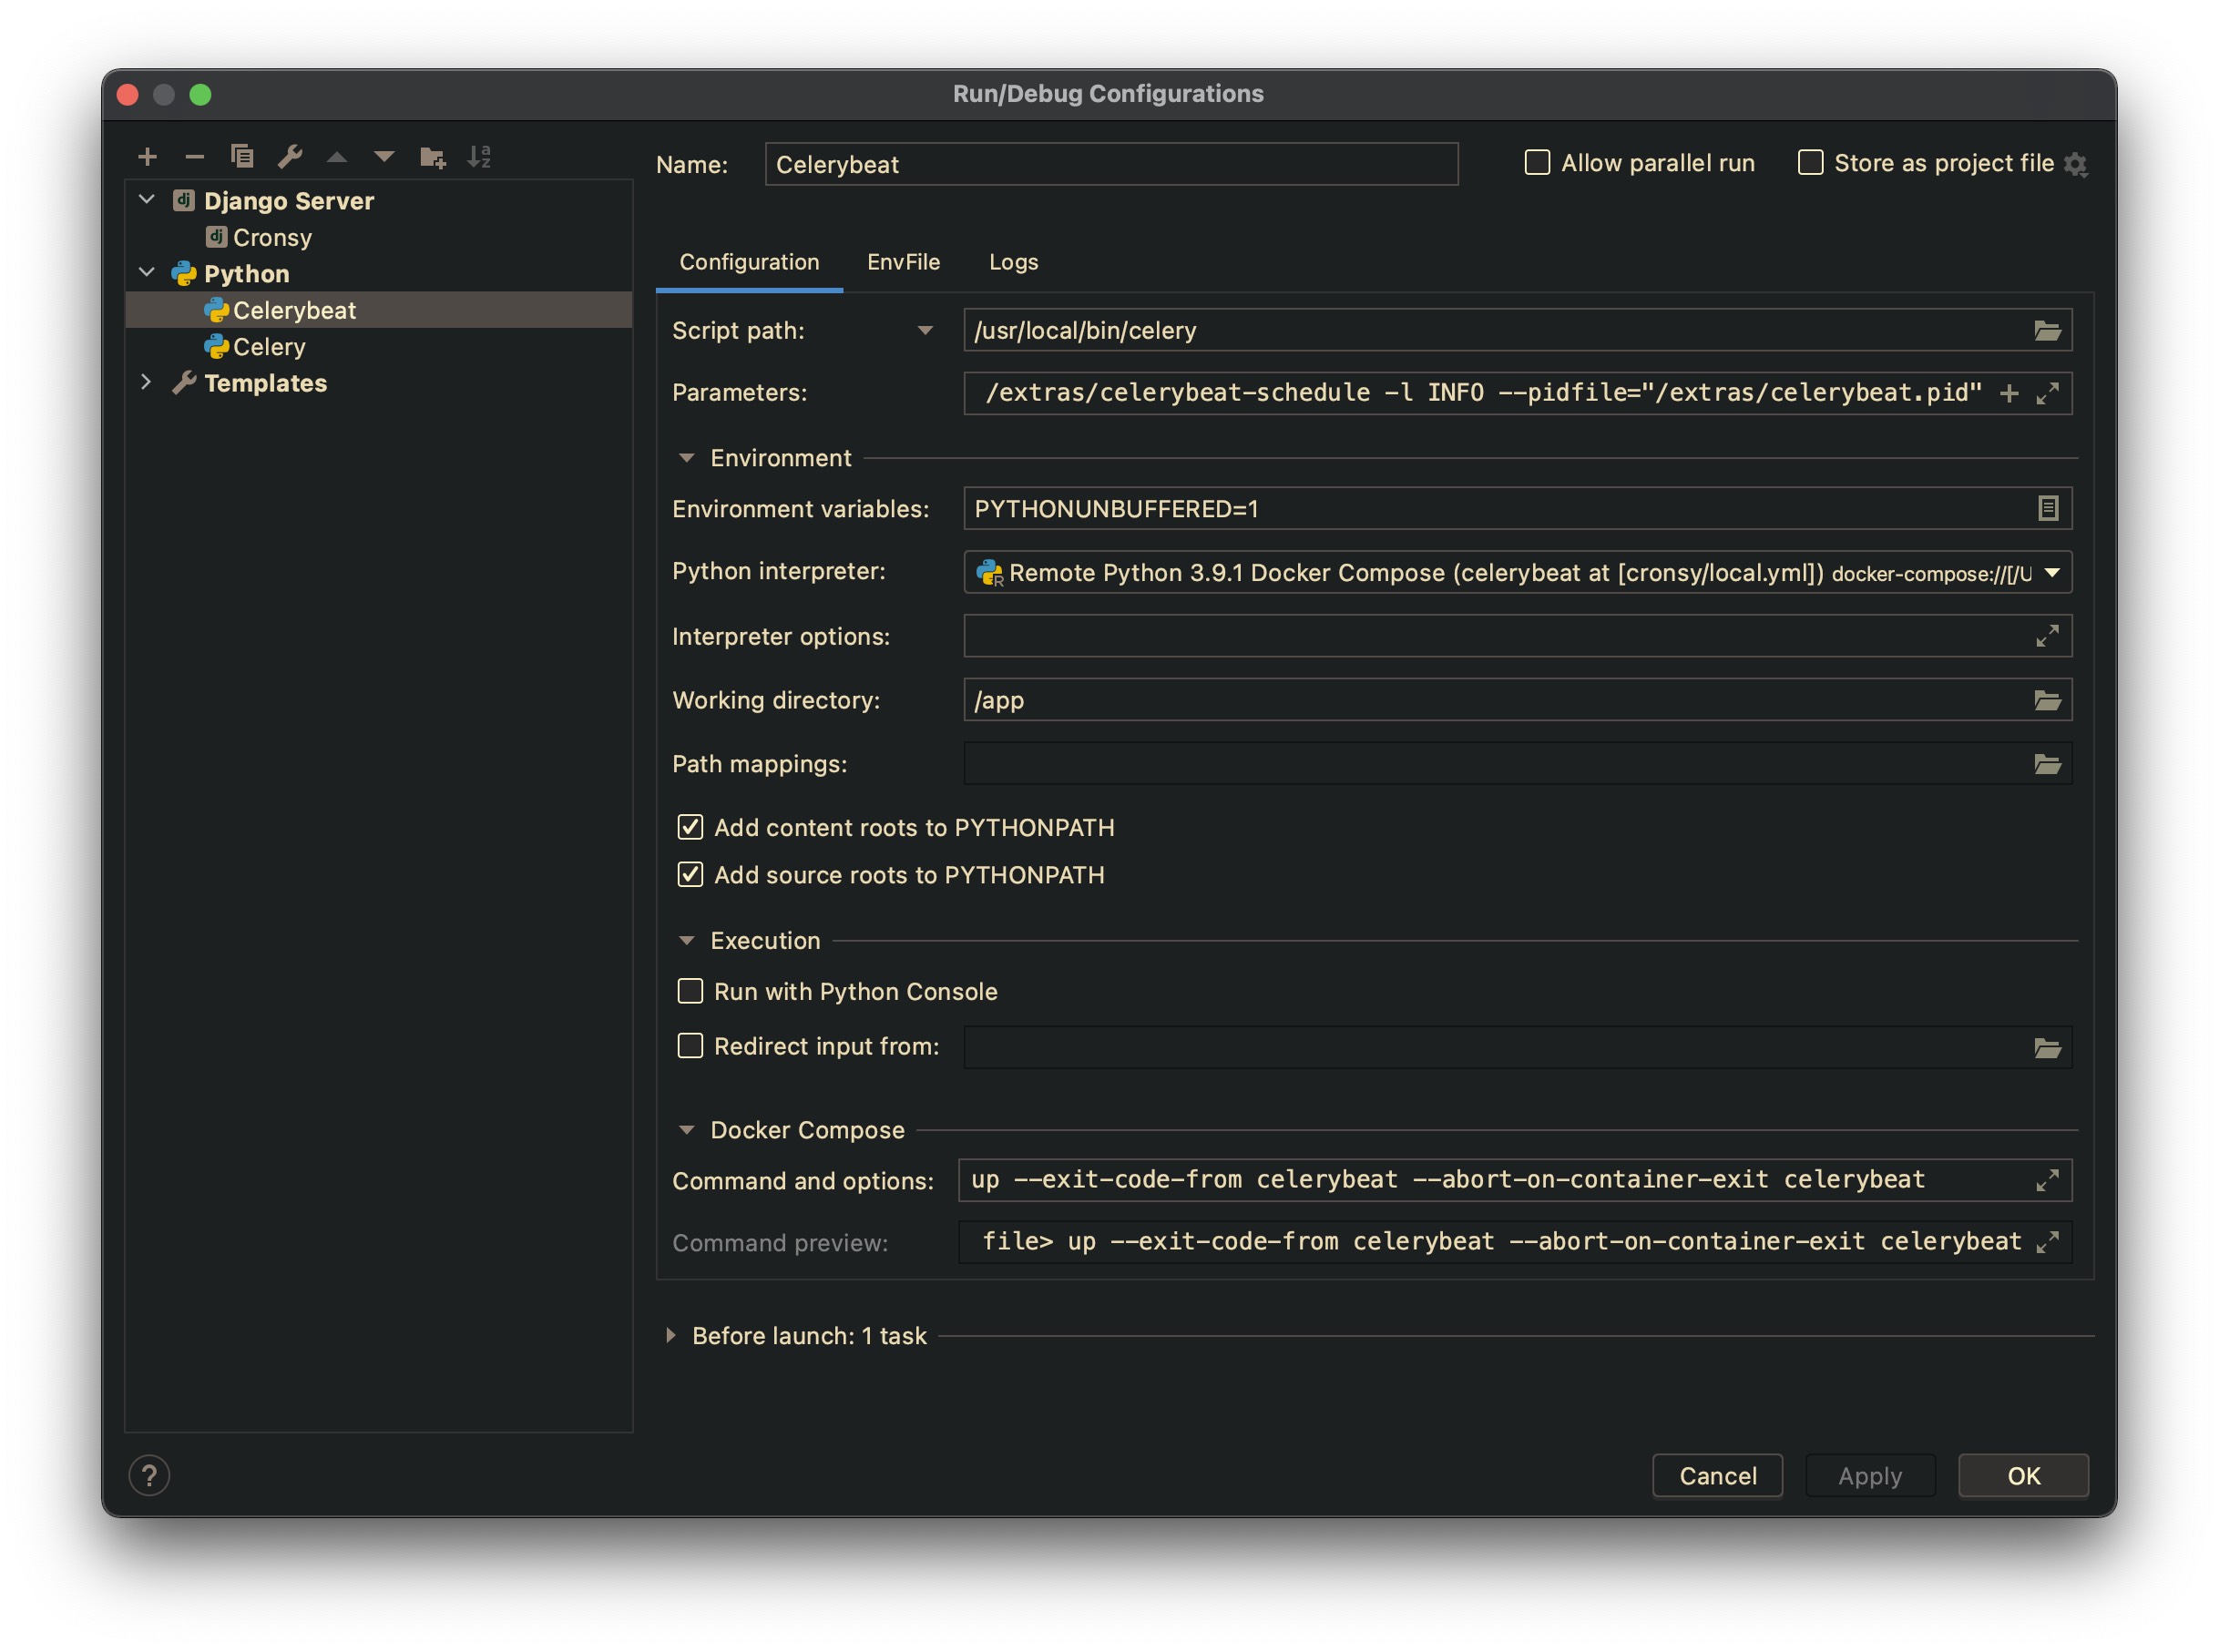 Run/Debug Configurations
Name: Celerybeat
Allow parallel run
Store as project file
Django Server
Cronsy
Python
Celerybeat
Celery
Templates
Configuration EnvFile Logs
Script path: /usr/local/bin/celery
Parameters: /extras/celerybeat-schedule -l INFO --pidfile="/extras/celerybeat.pid"
Environment
Environment variables: PYTHONUNBUFFERED=1
Python interpreter: Remote Python 3.9.1 Docker Compose (celerybeat at [cronsy/local.yml]) docker-compose://[/U
Interpreter options:
Working directory: /app
Path mappings:
Add content roots to PYTHONPATH
Add source roots to PYTHONPATH
Execution
Run with Python Console
Redirect input from:
Docker Compose
Command and options: up --exit-code-from celerybeat --abort-on-container-exit celerybeat
Command preview: file> up --exit-code-from celerybeat --abort-on-container-exit celerybeat
Before launch: 1 task
? Cancel Apply OK